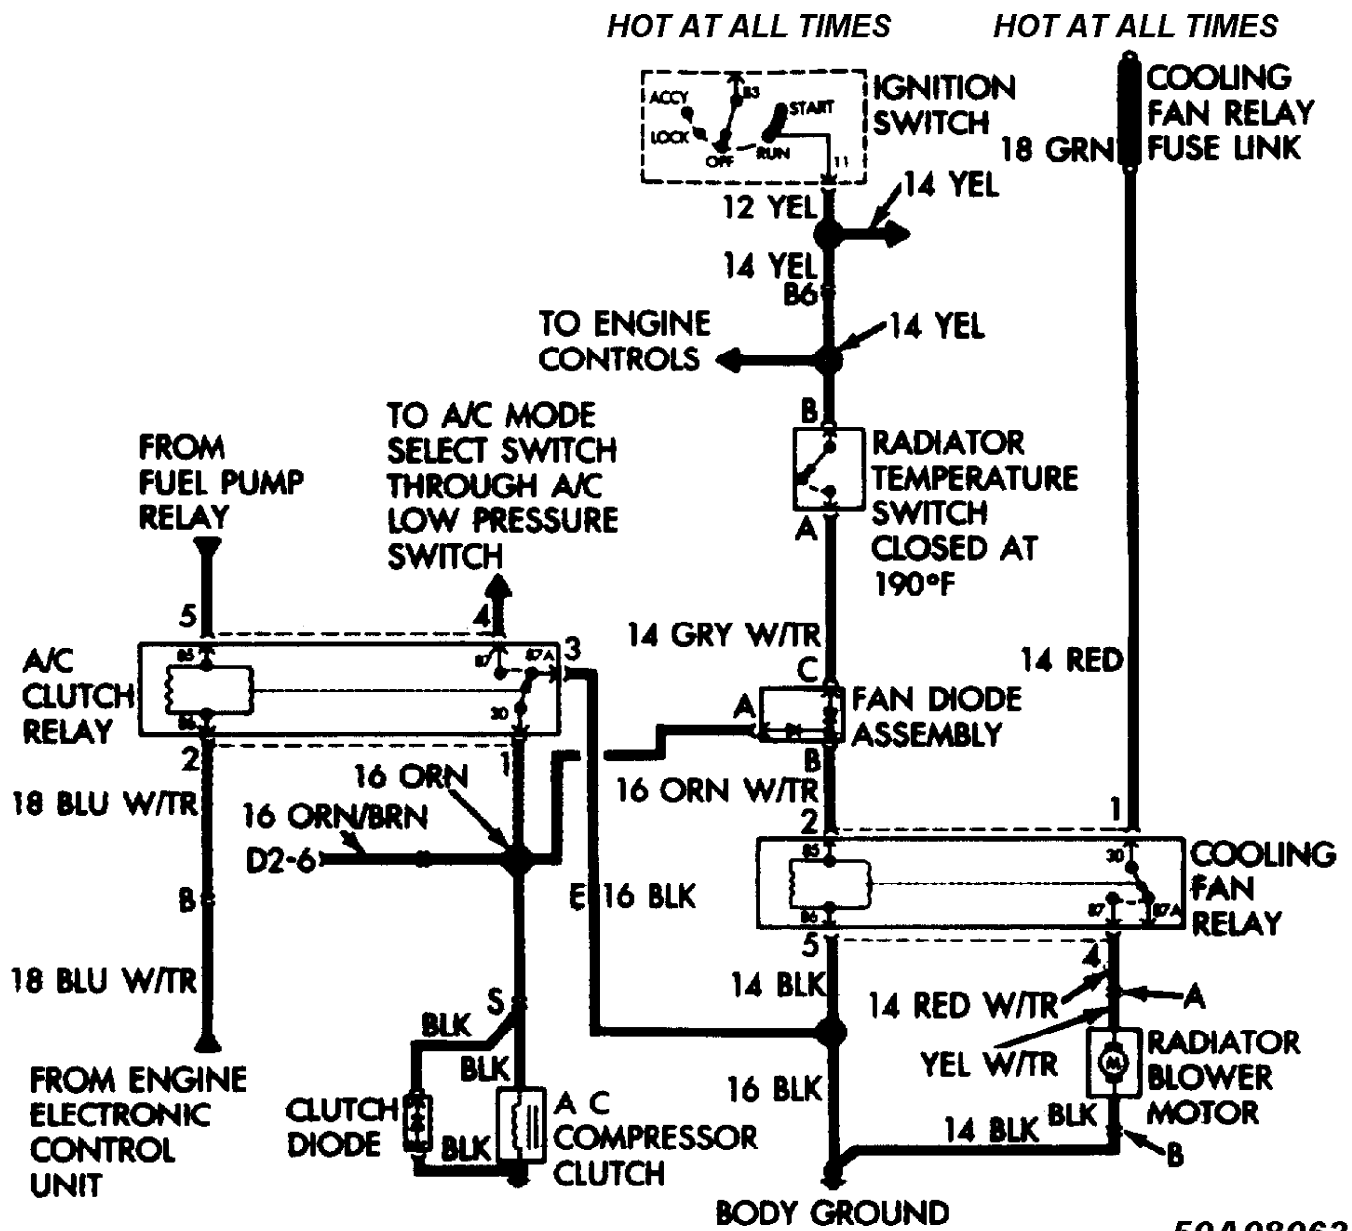 HOT AT ALL TIMES
HOT AT ALL TIMES
IGNITION
SWITCH
ACCY
LOCK
OFF
RUN
START
B3
11
COOLING
FAN RELAY
FUSE LINK
18 GRN
12 YEL
14 YEL
14 YEL
B6
TO ENGINE
CONTROLS
14 YEL
B
RADIATOR
TEMPERATURE
SWITCH
CLOSED AT
190°F
A
TO A/C MODE
SELECT SWITCH
THROUGH A/C
LOW PRESSURE
SWITCH
FROM
FUEL PUMP
RELAY
5
4
14 GRY W/TR
14 RED
A/C
CLUTCH
RELAY
85
87
87A
3
86
30
2
1
C
A
FAN DIODE
ASSEMBLY
B
16 ORN W/TR
18 BLU W/TR
16 ORN
16 ORN/BRN
D2-6
2
1
COOLING
FAN
RELAY
85
30
86
87
87A
5
4
B
E
16 BLK
18 BLU W/TR
14 BLK
14 RED W/TR
A
YEL W/TR
S
BLK
BLK
RADIATOR
BLOWER
MOTOR
M
16 BLK
FROM ENGINE
ELECTRONIC
CONTROL
UNIT
CLUTCH
DIODE
BLK
A C
COMPRESSOR
CLUTCH
14 BLK
BLK
B
BODY GROUND